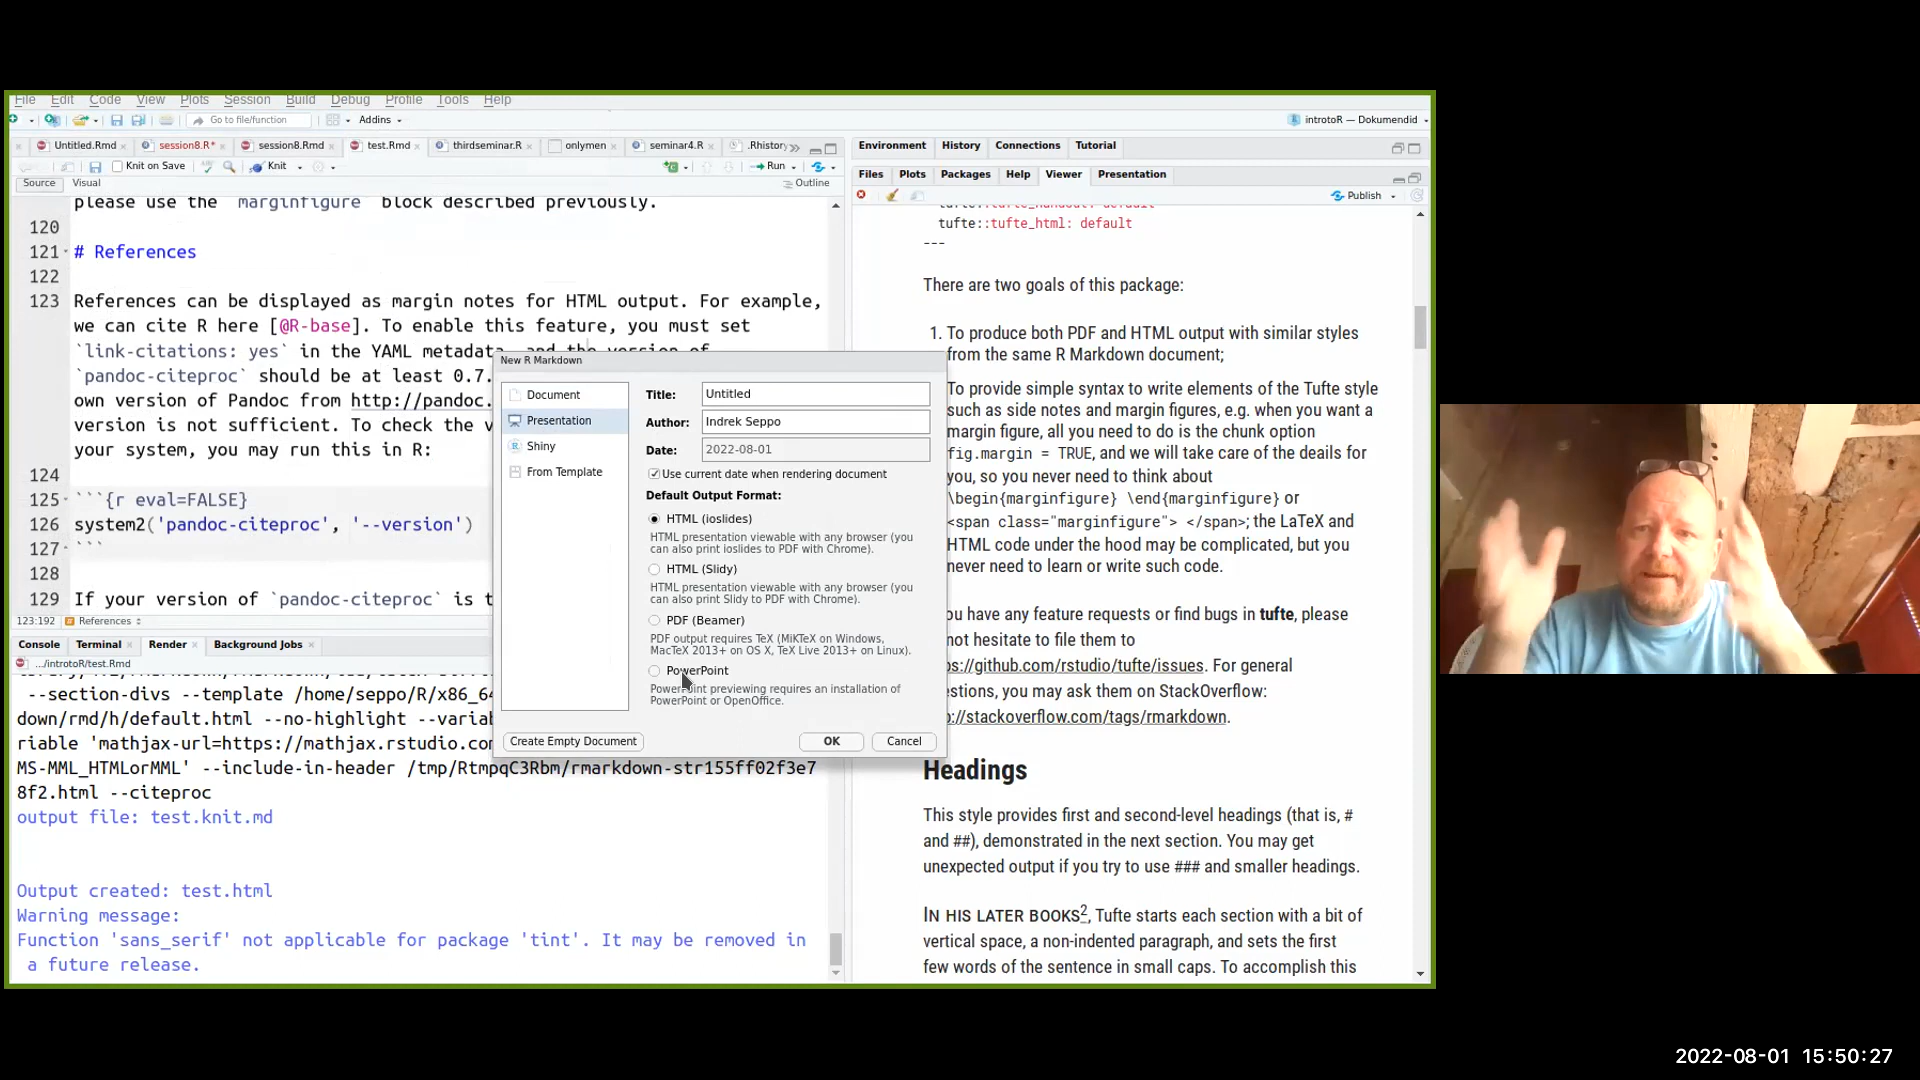 File Edit Code View Plots Session Build Debug Profile Tools Help
Go to file/function Addins introtoR — Dokumendid
Untitled.Rmd session8.R* session8.Rmd test.Rmd thirdseminar.R onlymen seminar4.R .Rhistory
Knit on Save Knit Run
Source Visual Outline
please use the `marginfigure` block described previously.
120
121 # References
122
123 References can be displayed as margin notes for HTML output. For example,
we can cite R here [@R-base]. To enable this feature, you must set
`link-citations: yes` in the YAML metadata, and the version of
`pandoc-citeproc` should be at least 0.7.
own version of Pandoc from http://pandoc.
version is not sufficient. To check the v
your system, you may run this in R:
124
125 ```{r eval=FALSE}
126 system2('pandoc-citeproc', '--version')
127 ```
128
129 If your version of `pandoc-citeproc` is t
123:192 References
Console Terminal Render Background Jobs
.../introtoR/test.Rmd
--section-divs --template /home/seppo/R/x86_64
down/rmd/h/default.html --no-highlight --variab
riable 'mathjax-url=https://mathjax.rstudio.com
MS-MML_HTMLorMML' --include-in-header /tmp/RtmpqC3Rbm/rmarkdown-str155ff02f3e7
8f2.html --citeproc
output file: test.knit.md
Output created: test.html
Warning message:
Function 'sans_serif' not applicable for package 'tint'. It may be removed in
a future release.
New R Markdown
Document
Presentation
Shiny
From Template
Title: Untitled
Author: Indrek Seppo
Date: 2022-08-01
Use current date when rendering document
Default Output Format:
HTML (ioslides)
HTML presentation viewable with any browser (you
can also print ioslides to PDF with Chrome).
HTML (Slidy)
HTML presentation viewable with any browser (you
can also print Slidy to PDF with Chrome).
PDF (Beamer)
PDF output requires TeX (MiKTeX on Windows,
MacTeX 2013+ on OS X, TeX Live 2013+ on Linux).
PowerPoint
PowerPoint previewing requires an installation of
PowerPoint or OpenOffice.
Create Empty Document OK Cancel
Environment History Connections Tutorial
Files Plots Packages Help Viewer Presentation
Publish
tufte::tufte_handout: default
tufte::tufte_html: default
---
There are two goals of this package:
1. To produce both PDF and HTML output with similar styles
from the same R Markdown document;
To provide simple syntax to write elements of the Tufte style
such as side notes and margin figures, e.g. when you want a
margin figure, all you need to do is the chunk option
fig.margin = TRUE, and we will take care of the deails for
you, so you never need to think about
\begin{marginfigure} \end{marginfigure} or
<span class="marginfigure"> </span>; the LaTeX and
HTML code under the hood may be complicated, but you
never need to learn or write such code.
ou have any feature requests or find bugs in tufte, please
not hesitate to file them to
ps://github.com/rstudio/tufte/issues. For general
estions, you may ask them on StackOverflow:
://stackoverflow.com/tags/rmarkdown.
Headings
This style provides first and second-level headings (that is, #
and ##), demonstrated in the next section. You may get
unexpected output if you try to use ### and smaller headings.
IN HIS LATER BOOKS2, Tufte starts each section with a bit of
vertical space, a non-indented paragraph, and sets the first
few words of the sentence in small caps. To accomplish this
2022-08-01 15:50:27